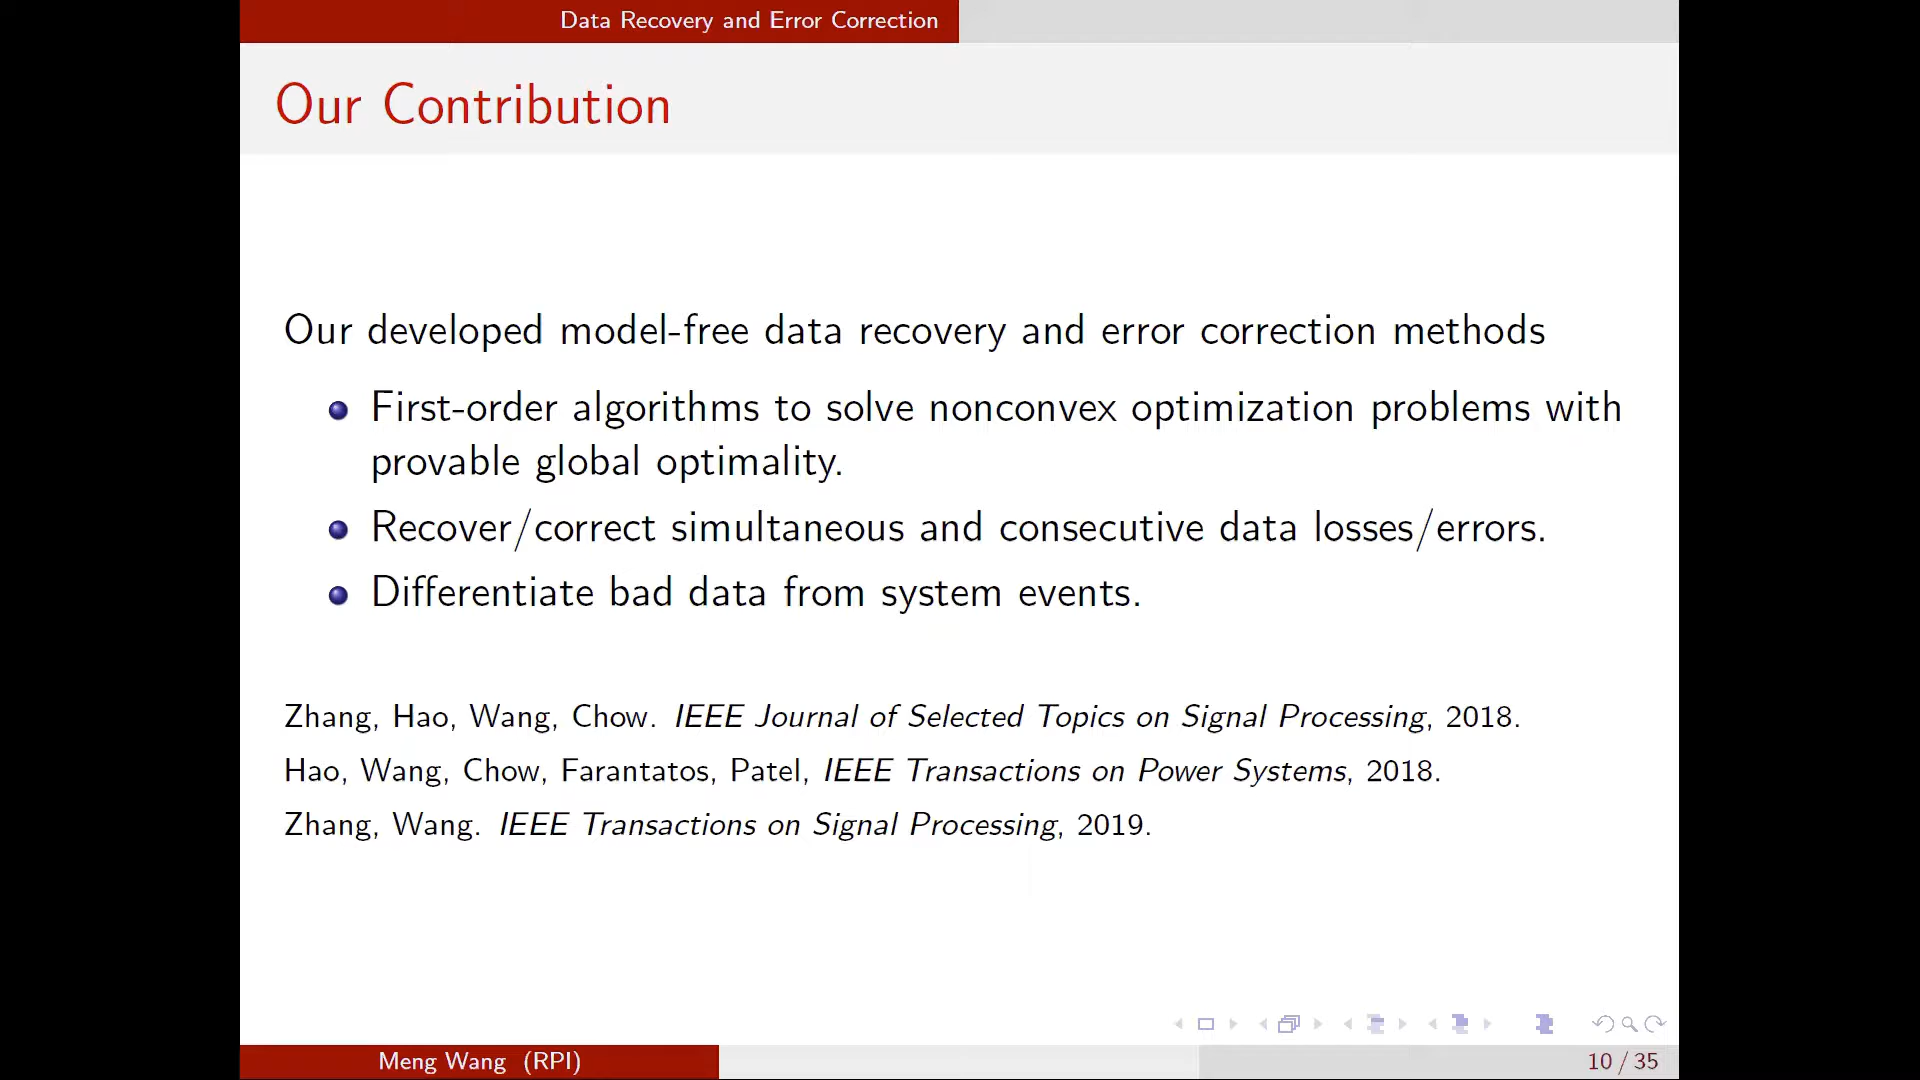 Data Recovery and Error Correction
Our Contribution
Our developed model-free data recovery and error correction methods
First-order algorithms to solve nonconvex optimization problems with
provable global optimality.
Recover/correct simultaneous and consecutive data losses/errors.
Differentiate bad data from system events.
Zhang, Hao, Wang, Chow. IEEE Journal of Selected Topics on Signal Processing, 2018.
Hao, Wang, Chow, Farantatos, Patel, IEEE Transactions on Power Systems, 2018.
Zhang, Wang. IEEE Transactions on Signal Processing, 2019.
Meng Wang (RPI)
10 / 35